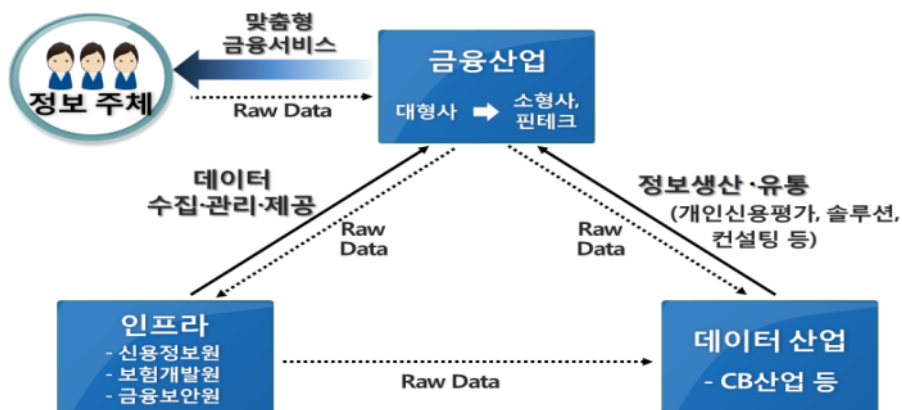 맞춤형
금융서비스
정보 주체
Raw Data
금융산업
대형사
소형사,
핀테크
데이터
수집·관리·제공
Raw
Data
Raw
Data
정보생산·유통
(개인신용평가, 솔루션,
컨설팅 등)
인프라
- 신용정보원
- 보험개발원
- 금융보안원
Raw Data
데이터 산업
- CB산업 등